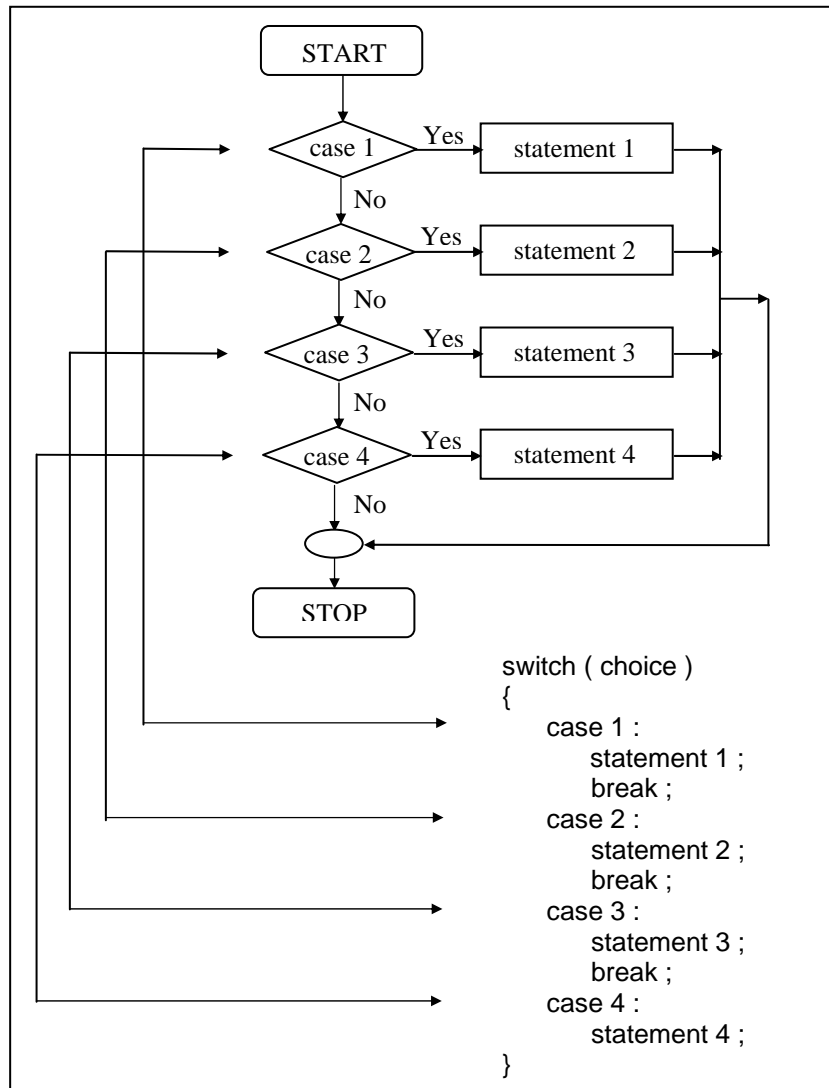 START
case 1
Yes
statement 1
No
case 2
Yes
statement 2
No
case 3
Yes
statement 3
No
case 4
Yes
statement 4
No
STOP
switch ( choice )
{
case 1 :
statement 1 ;
break ;
case 2 :
statement 2 ;
break ;
case 3 :
statement 3 ;
break ;
case 4 :
statement 4 ;
}